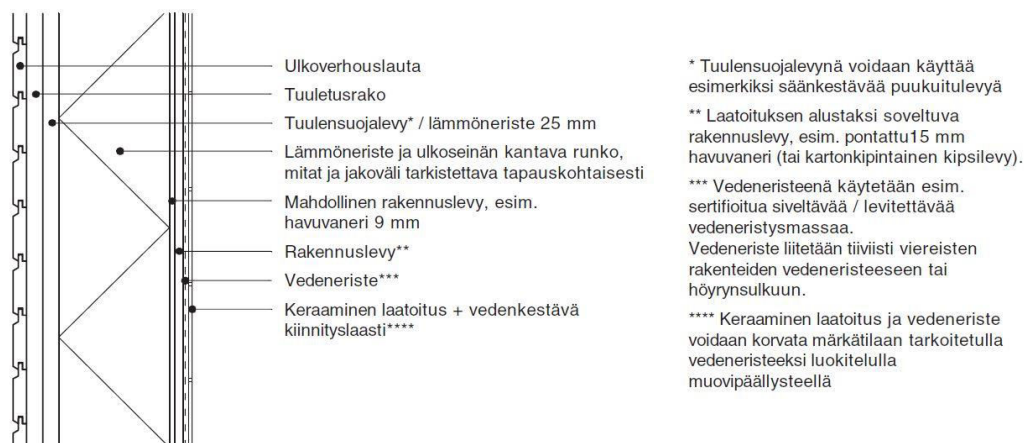 Ulkoverhouslauta
Tuuletusrako
Tuulensuojalevy* / lämmöneriste 25 mm
Lämmöneriste ja ulkoseinän kantava runko,
mitat ja jakoväli tarkistettava tapauskohtaisesti
Mahdollinen rakennuslevy, esim.
havuvaneri 9 mm
Rakennuslevy**
Vedeneriste***
Keraaminen laatoitus + vedenkestävä
kiinnityslaasti****
* Tuulensuojalevynä voidaan käyttää
esimerkiksi säänkestävää puukuitulevyä
** Laatoituksen alustaksi soveltuva
rakennuslevy, esim. pontattu15 mm
havuvaneri (tai kartonkipintainen kipsilevy).
*** Vedeneristeenä käytetään esim.
sertifioitua siveltävää / levitettävää
vedeneristysmassaa.
Vedeneriste liitetään tiiviisti viereisten
rakenteiden vedeneristeeseen tai
höyrynsulkuun.
**** Keraaminen laatoitus ja vedeneriste
voidaan korvata märkätilaan tarkoitetulla
vedeneristeeksi luokitelulla
muovipäällysteellä